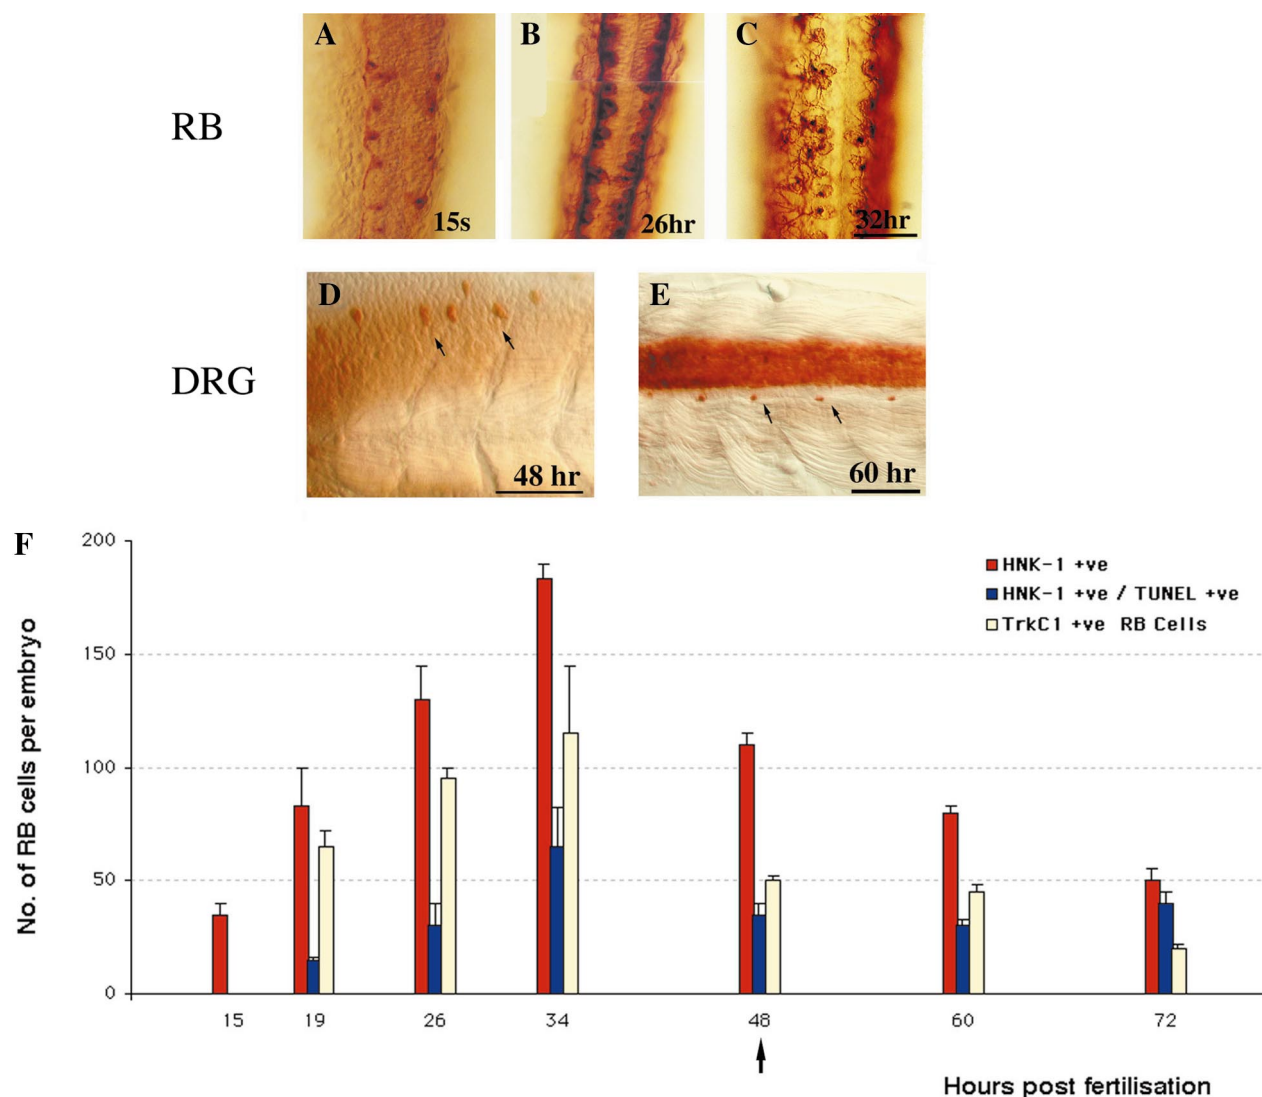 A
B
C
RB
15s
26hr
32hr
D
E
DRG
48 hr
60 hr
F
200
150
100
50
0
No. of RB cells per embryo
HNK-1 +ve
HNK-1 +ve / TUNEL +ve
TrkC1 +ve RB Cells
15
19
26
34
48
60
72
Hours post fertilisation